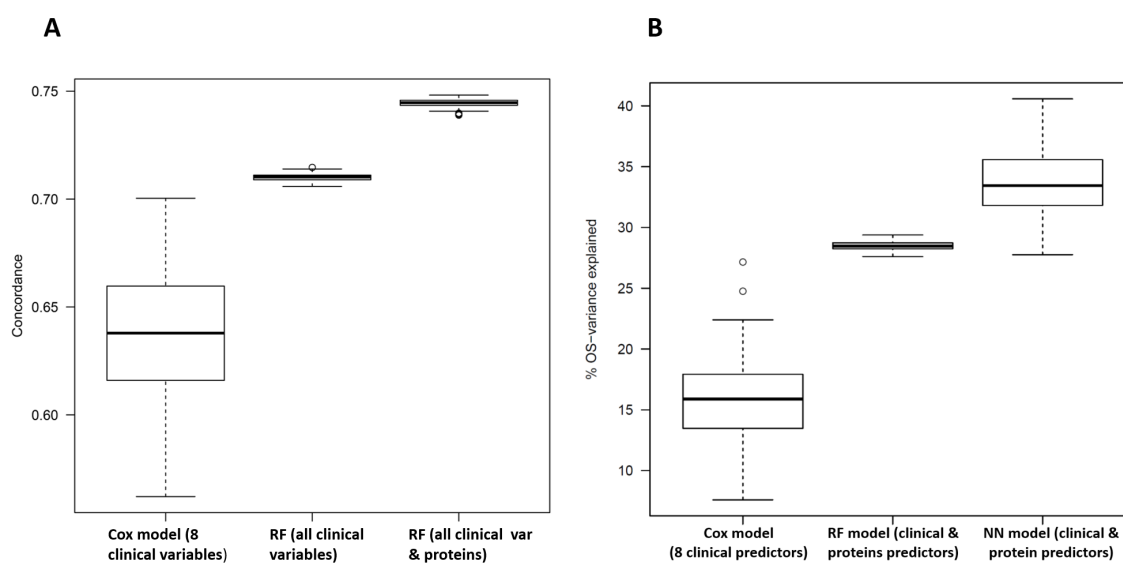 A
Concordance
0.75
0.70
0.65
0.60
Cox model (8
clinical variables)
RF (all clinical
variables)
RF (all clinical var
& proteins)
B
% OS−variance explained
40
35
30
25
20
15
10
Cox model
(8 clinical predictors)
RF model (clinical &
proteins predictors)
NN model (clinical &
protein predictors)